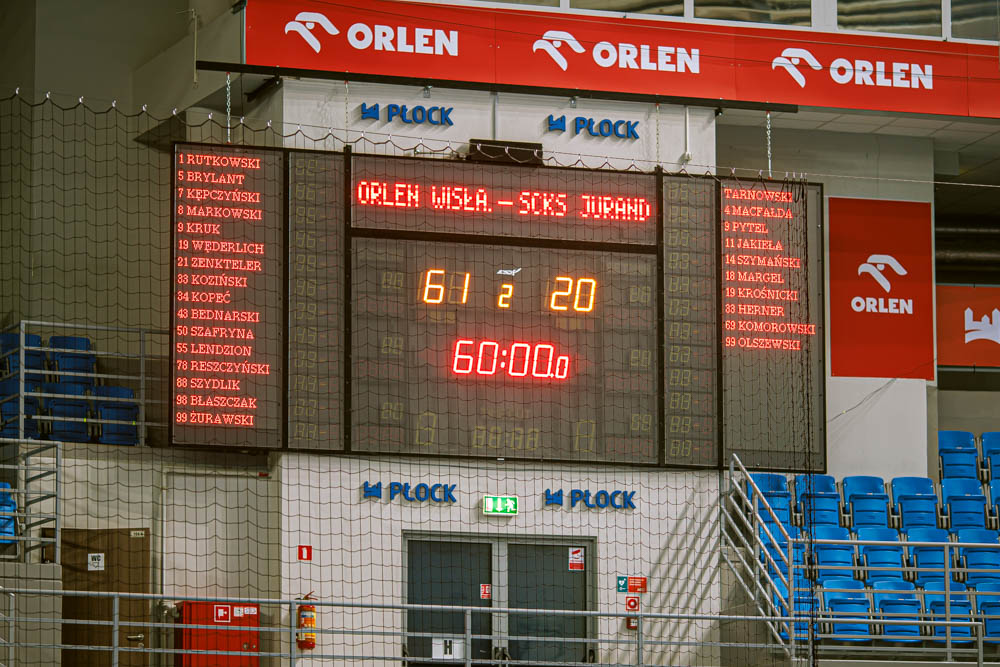 ORLEN ORLEN ORLEN
PŁOCK PŁOCK
1 RUTKOWSKI
5 BRYLANT
7 KĘPCZYŃSKI
8 MARKOWSKI
9 KRUK
19 WĘDERLICH
21 ZENKTELER
33 KOZIŃSKI
34 KOPEĆ
43 BEDNARSKI
50 SZAFRYNA
55 LENDZION
78 RESZCZYŃSKI
88 SZYDLIK
98 BŁASZCZAK
99 ŻURAWSKI
ORLEN WISŁA - SCKS JURAND
61 2 20
60:00.0
TARNOWSKI
4 MACFAŁDA
9 PYTEL
11 JAKIEŁA
14 SZYMAŃSKI
18 MARGEL
19 KROŚNICKI
33 HERNER
69 KOMOROWSKI
99 OLSZEWSKI
ORLEN
PŁOCK PŁOCK
WC
H